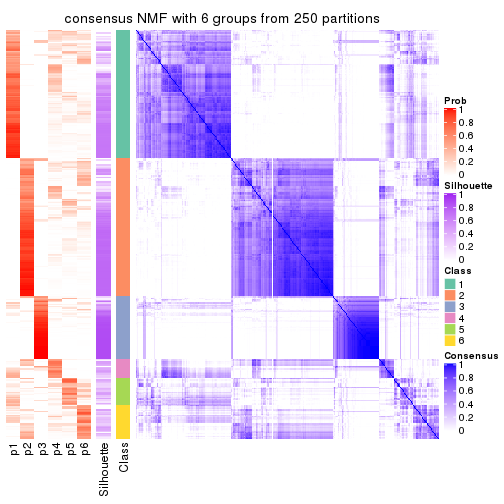 consensus NMF with 6 groups from 250 partitions
Prob
1
0.8
0.6
0.4
0.2
0
Silhouette
1
0.8
0.6
0.4
0.2
0
Class
1
2
3
4
5
6
Consensus
1
0.8
0.6
0.4
0.2
0
p1
p2
p3
p4
p5
p6
Silhouette
Class